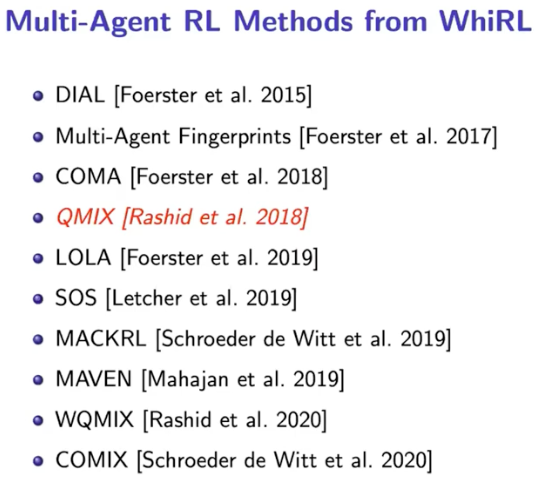 Multi-Agent RL Methods from WhiRL
DIAL [Foerster et al. 2015]
Multi-Agent Fingerprints [Foerster et al. 2017]
COMA [Foerster et al. 2018]
QMIX [Rashid et al. 2018]
LOLA [Foerster et al. 2019]
SOS [Letcher et al. 2019]
MACKRL [Schroeder de Witt et al. 2019]
MAVEN [Mahajan et al. 2019]
WQMIX [Rashid et al. 2020]
COMIX [Schroeder de Witt et al. 2020]